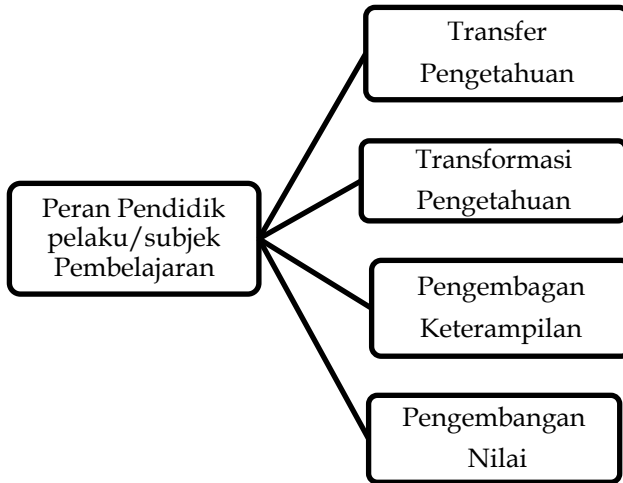 Transfer
Pengetahuan
Transformasi
Pengetahuan
Peran Pendidik
pelaku/subjek
Pembelajaran
Pengembagan
Keterampilan
Pengembangan
Nilai